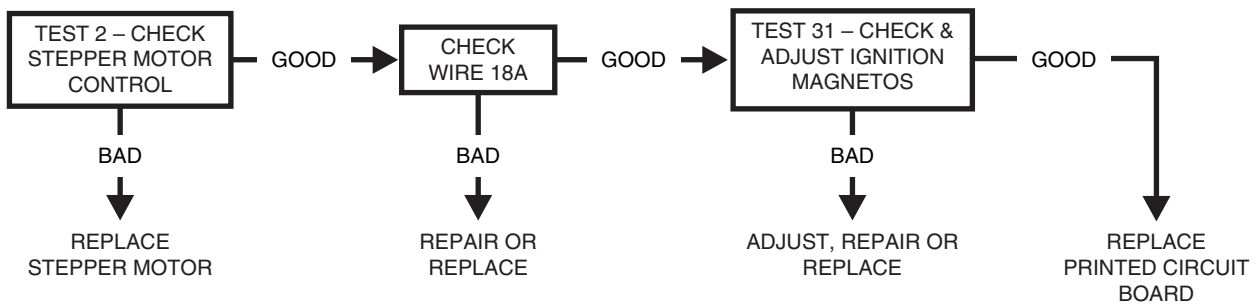 TEST 2 – CHECK
STEPPER MOTOR
CONTROL
GOOD
CHECK
WIRE 18A
GOOD
TEST 31 – CHECK &
ADJUST IGNITION
MAGNETOS
GOOD
BAD
BAD
BAD
REPLACE
STEPPER MOTOR
REPAIR OR
REPLACE
ADJUST, REPAIR OR
REPLACE
REPLACE
PRINTED CIRCUIT
BOARD